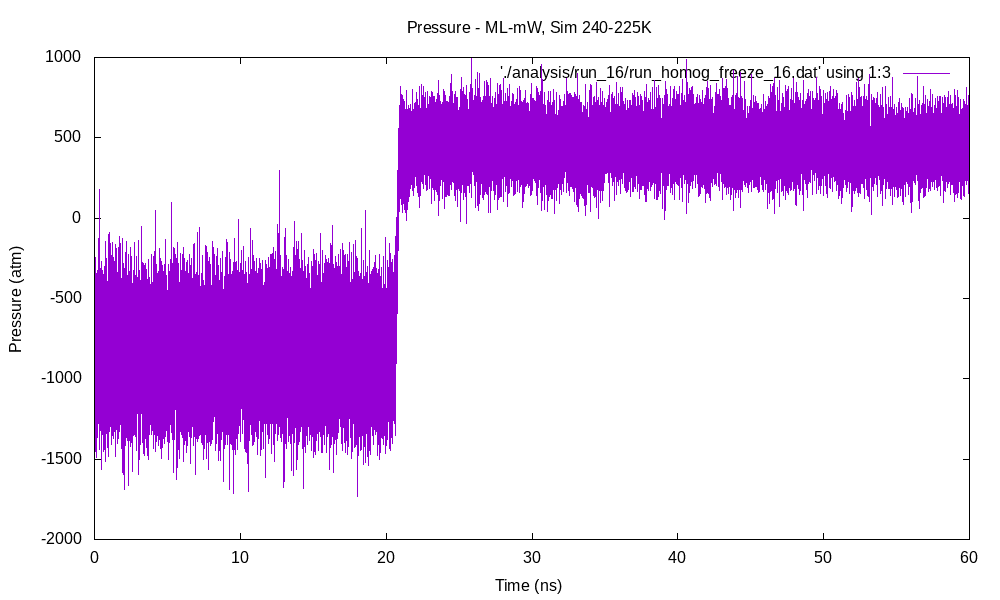 Pressure - ML-mW, Sim 240-225K
'./analysis/run_16/run_homog_freeze_16.dat' using 1:3
1000
500
0
-500
-1000
-1500
-2000
Pressure (atm)
0 10 20 30 40 50 60
Time (ns)